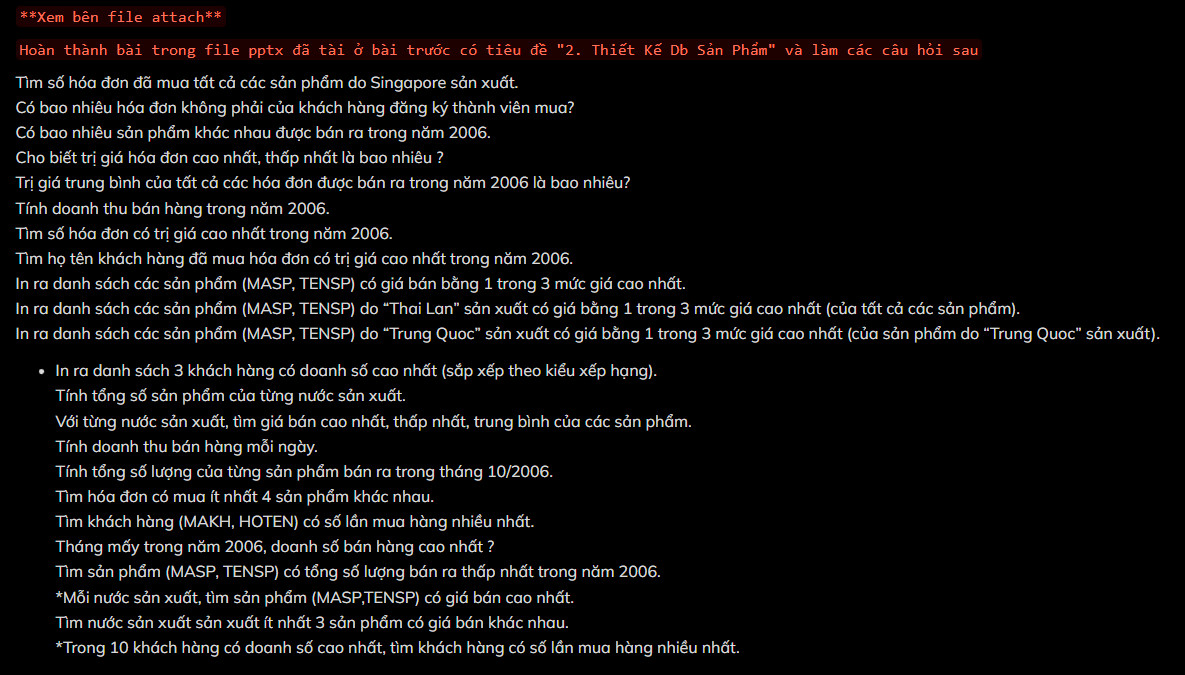 **Xem bên file attach**
Hoàn thành bài trong file pptx đã tài ở bài trước có tiêu đề "2. Thiết Kế Db Sản Phẩm" và làm các câu hỏi sau
Tìm số hóa đơn đã mua tất cả các sản phẩm do Singapore sản xuất.
Có bao nhiêu hóa đơn không phải của khách hàng đăng ký thành viên mua?
Có bao nhiêu sản phẩm khác nhau được bán ra trong năm 2006.
Cho biết trị giá hóa đơn cao nhất, thấp nhất là bao nhiêu ?
Trị giá trung bình của tất cả các hóa đơn được bán ra trong năm 2006 là bao nhiêu?
Tính doanh thu bán hàng trong năm 2006.
Tìm số hóa đơn có trị giá cao nhất trong năm 2006.
Tìm họ tên khách hàng đã mua hóa đơn có trị giá cao nhất trong năm 2006.
In ra danh sách các sản phẩm (MASP, TENSP) có giá bán bằng 1 trong 3 mức giá cao nhất.
In ra danh sách các sản phẩm (MASP, TENSP) do “Thai Lan” sản xuất có giá bằng 1 trong 3 mức giá cao nhất (của tất cả các sản phẩm).
In ra danh sách các sản phẩm (MASP, TENSP) do “Trung Quoc” sản xuất có giá bằng 1 trong 3 mức giá cao nhất (của sản phẩm do “Trung Quoc” sản xuất).
• In ra danh sách 3 khách hàng có doanh số cao nhất (sắp xếp theo kiểu xếp hạng).
Tính tổng số sản phẩm của từng nước sản xuất.
Với từng nước sản xuất, tìm giá bán cao nhất, thấp nhất, trung bình của các sản phẩm.
Tính doanh thu bán hàng mỗi ngày.
Tính tổng số lượng của từng sản phẩm bán ra trong tháng 10/2006.
Tìm hóa đơn có mua ít nhất 4 sản phẩm khác nhau.
Tìm khách hàng (MAKH, HOTEN) có số lần mua hàng nhiều nhất.
Tháng mấy trong năm 2006, doanh số bán hàng cao nhất ?
Tìm sản phẩm (MASP, TENSP) có tổng số lượng bán ra thấp nhất trong năm 2006.
*Mỗi nước sản xuất, tìm sản phẩm (MASP,TENSP) có giá bán cao nhất.
Tìm nước sản xuất sản xuất ít nhất 3 sản phẩm có giá bán khác nhau.
*Trong 10 khách hàng có doanh số cao nhất, tìm khách hàng có số lần mua hàng nhiều nhất.